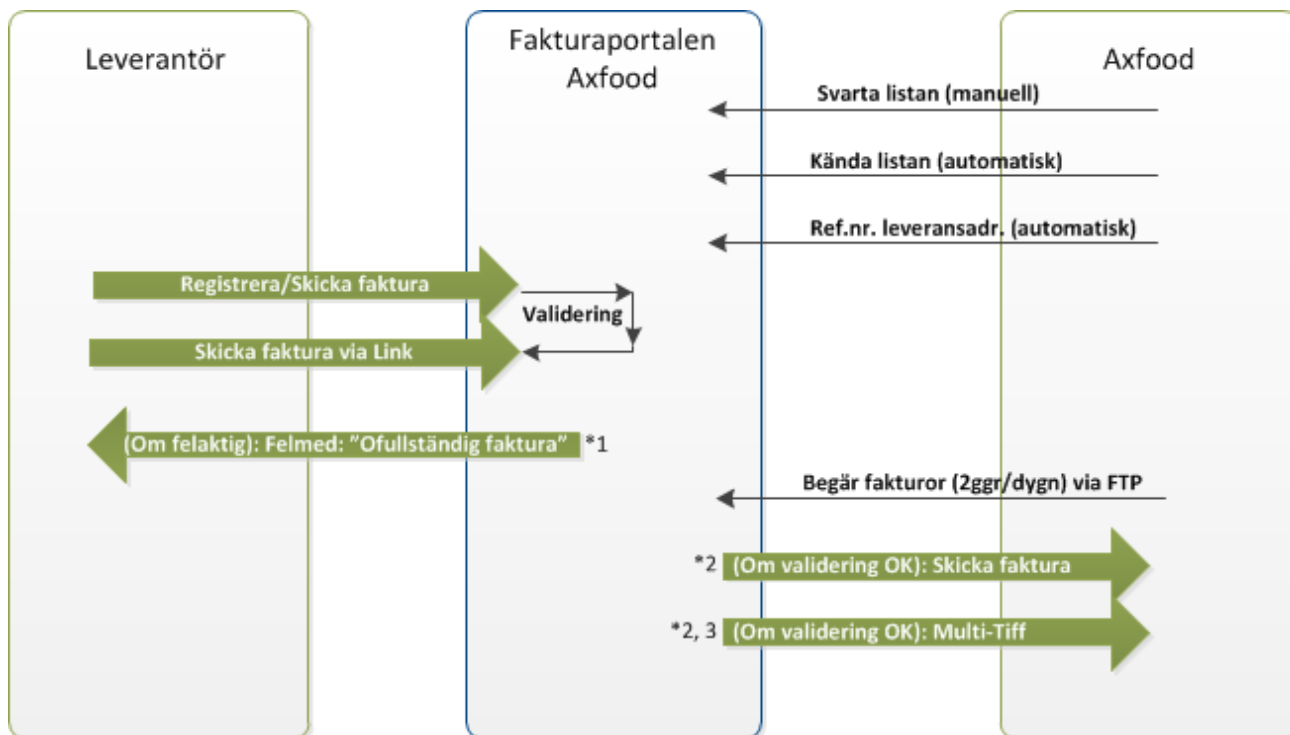 Leverantör
Fakturaportalen
Axfood
Axfood
Svarta listan (manuell)
Kända listan (automatisk)
Ref.nr. leveransadr. (automatisk)
Registrera/Skicka faktura
Validering
Skicka faktura via Link
(Om felaktig): Felmed: ”Ofullständig faktura” *1
Begär fakturor (2ggr/dygn) via FTP
*2 (Om validering OK): Skicka faktura
*2, 3 (Om validering OK): Multi-Tiff